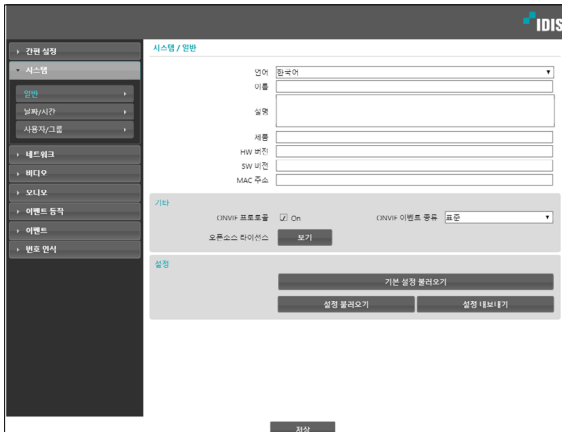 IDIS
간편 설정
시스템
일반
날짜/시간
사용자/그룹
네트워크
비디오
오디오
이벤트 동작
이벤트
번호 인식
시스템 / 일반
언어 한국어
이름
설명
제품
HW 버전
SW 버전
MAC 주소
기타
ONVIF 프로토콜 On ONVIF 이벤트 종류 표준
오픈소스 라이선스 보기
설정
기본 설정 불러오기
설정 불러오기 설정 내보내기
저장